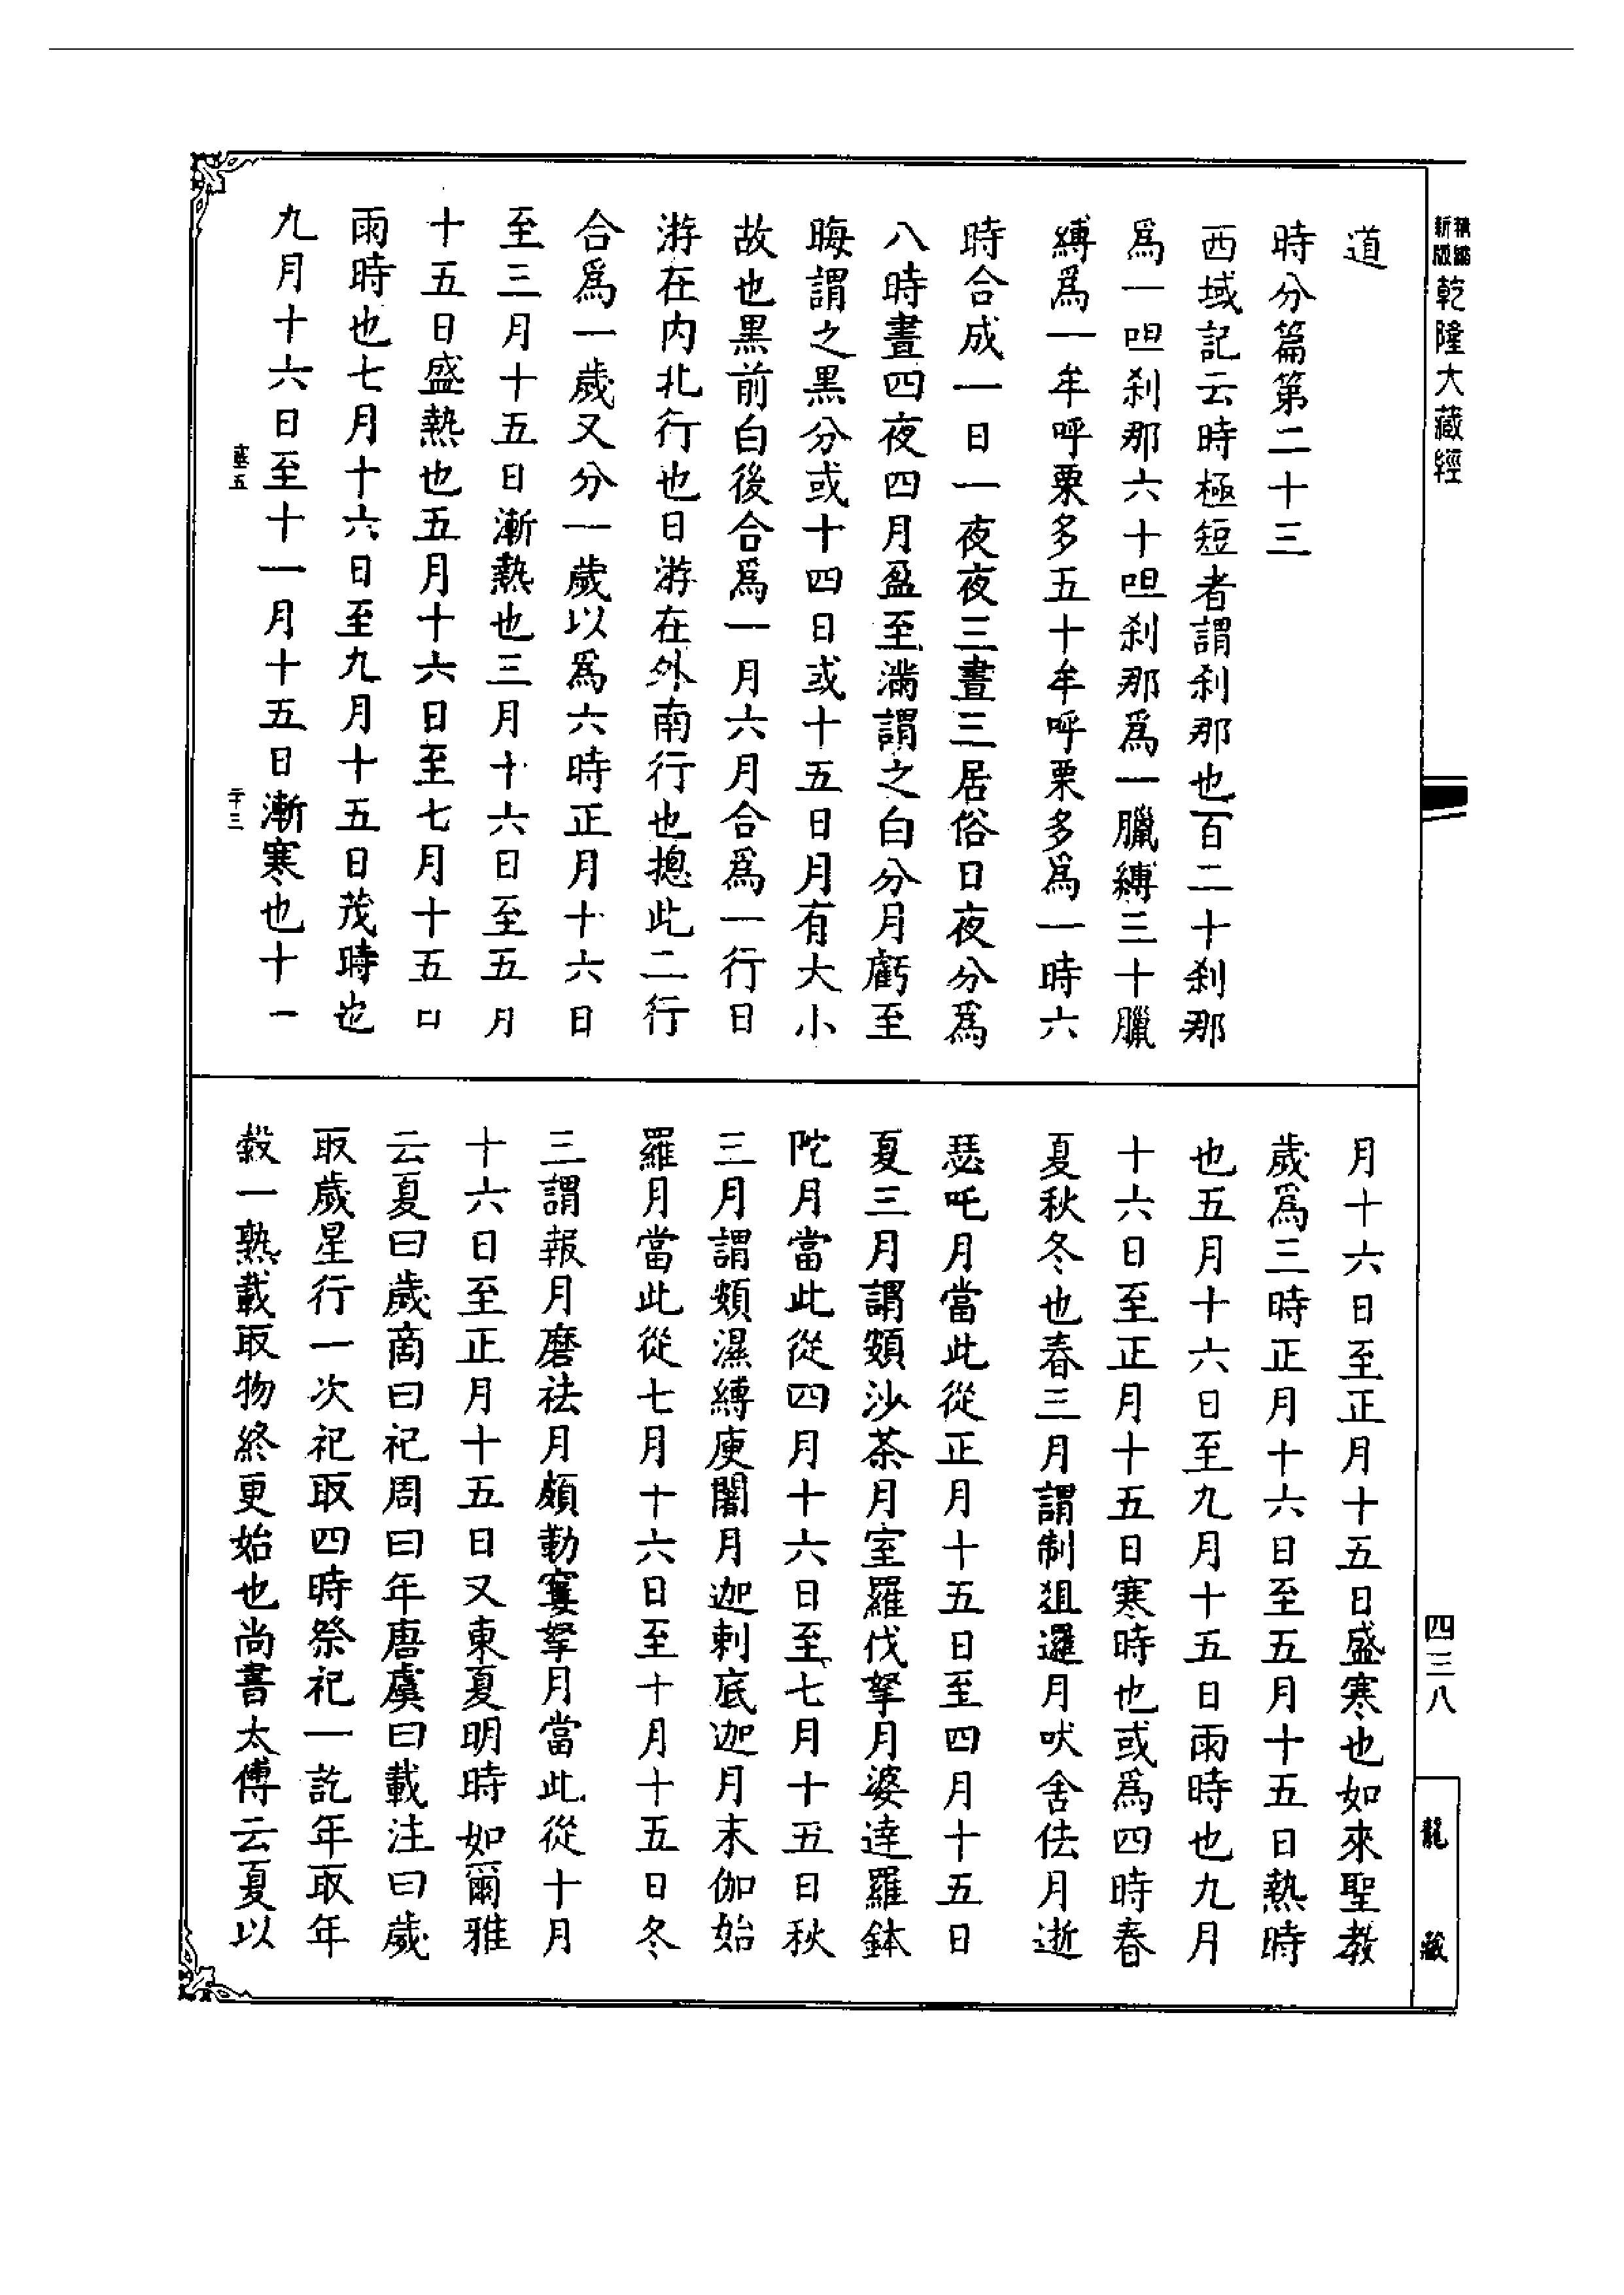 新版
乾隆大藏經
道
時分篇第二十三
西域記云時極短者謂刹那也百二十刹那
爲一呾刹那六十呾刹那爲一臘縛三十臘
縛爲一牟呼栗多五十牟呼栗多爲一時六
時合成一日一夜夜三晝三居俗日夜分爲
八時晝四夜四月盈至滿謂之白分月虧至
晦謂之黑分或十四日或十五日月有大小
故也黑前白後合爲一月六月合爲一行日
游在内北行也日游在外南行也捴此二行
合爲一歲又分一歲以爲六時正月十六日
至三月十五日漸熱也三月十六日至五月
十五日盛熱也五月十六日至七月十五日
雨時也七月十六日至九月十五日茂時也
九月十六日至十一月十五日漸寒也十一
月十六日至正月十五日盛寒也如來聖教
歲爲三時正月十六日至五月十五日熱時
也五月十六日至九月十五日雨時也九月
十六日至正月十五日寒時也或爲四時春
夏秋冬也春三月謂制狙邏月吠舍佉月逝
瑟吒月當此從正月十五日至四月十五日
夏三月謂頞沙茶月室羅伐拏月婆達羅鉢
陀月當此從四月十六日至七月十五日秋
三月謂頞濕縛庾闍月迦剌底迦月末伽始
羅月當此從七月十六日至十月十五日冬
三謂報月磨祛月頗勒窶拏月當此從十月
十六日至正月十五日又東夏明時如爾雅
云夏曰歲商曰祀周曰年唐虞曰載注曰歲
取歲星行一次祀取四時祭祀一訖年取年
穀一熟載取物終更始也尚書太傅云夏以
四三八
龍藏